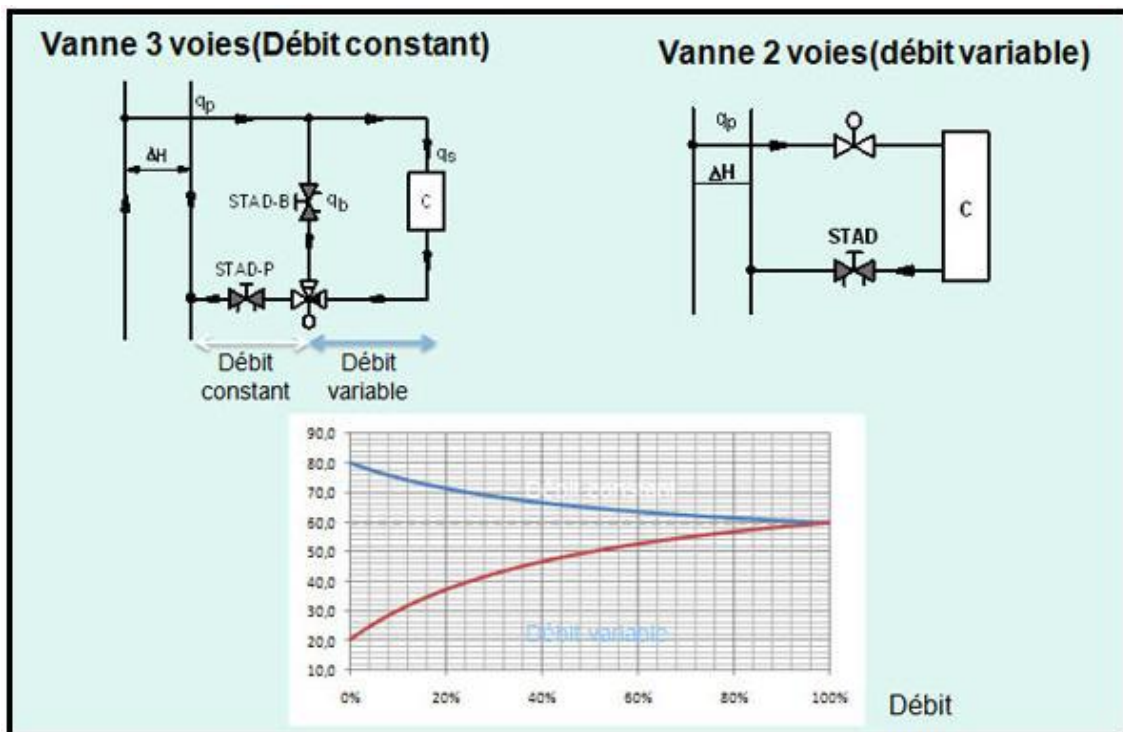 Vanne 3 voies(Débit constant)
Vanne 2 voies(débit variable)
qp
ΔH
qs
STAD-B
qb
C
STAD-P
Débit
constant
Débit
variable
qp
ΔH
C
STAD
90,0
80,0
70,0
60,0
50,0
40,0
30,0
20,0
10,0
Débit constant
Débit variable
0%
20%
40%
60%
80%
100%
Débit